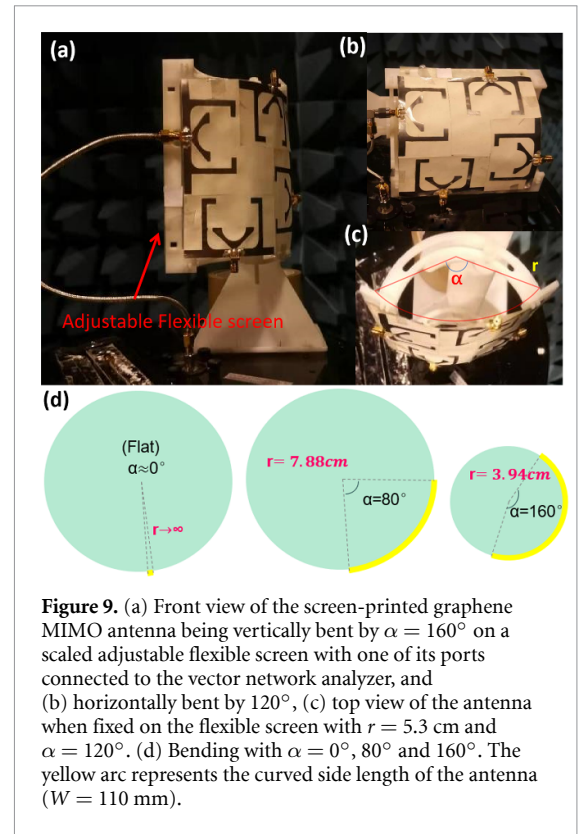 (a)
(b)
Adjustable Flexible screen
(c)
r
α
(d)
(Flat)
α≈0°
r→∞
r= 7.88cm
α=80°
r= 3.94cm
α=160°
Figure 9. (a) Front view of the screen-printed graphene
MIMO antenna being vertically bent by α = 160° on a
scaled adjustable flexible screen with one of its ports
connected to the vector network analyzer, and
(b) horizontally bent by 120°, (c) top view of the antenna
when fixed on the flexible screen with r = 5.3 cm and
α = 120°. (d) Bending with α = 0°, 80° and 160°. The
yellow arc represents the curved side length of the antenna
(W = 110 mm).